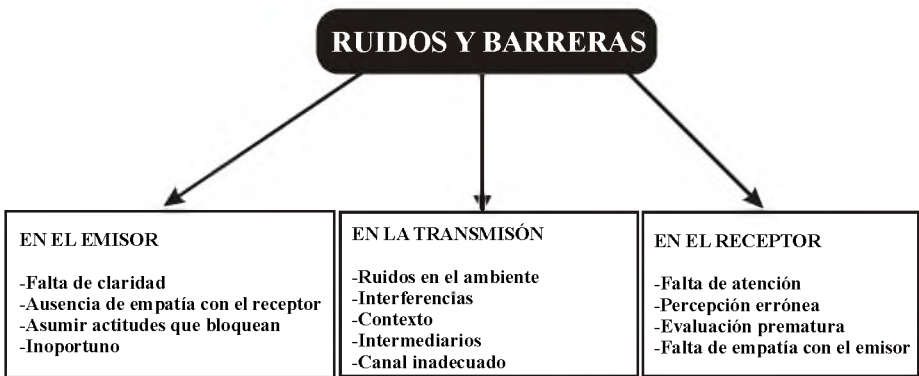 RUIDOS Y BARRERAS
EN EL EMISOR
-Falta de claridad
-Ausencia de empatía con el receptor
-Asumir actitudes que bloquean
-Inoportuno
EN LA TRANSMISÓN
-Ruidos en el ambiente
-Interferencias
-Contexto
-Intermediarios
-Canal inadecuado
EN EL RECEPTOR
-Falta de atención
-Percepción errónea
-Evaluación prematura
-Falta de empatía con el emisor